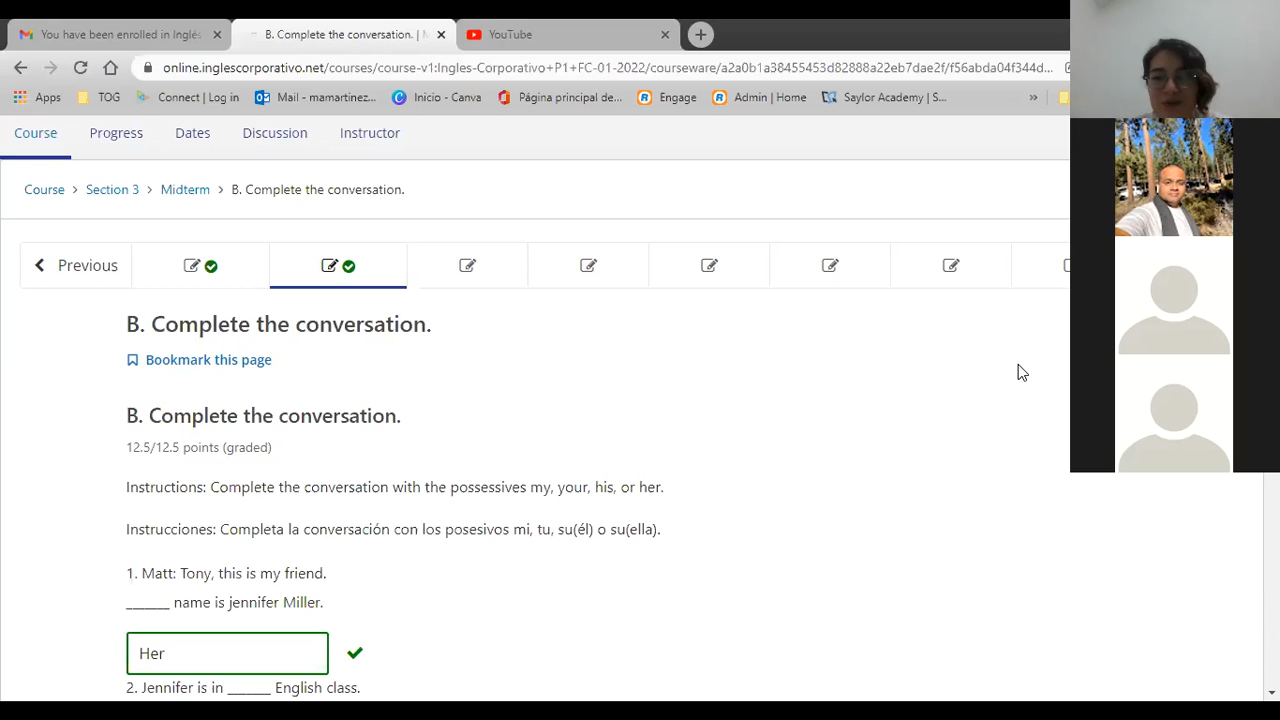 You have been enrolled in Inglés
B. Complete the conversation. | M
YouTube
online.inglescorporativo.net/courses/course-v1:Ingles-Corporativo+P1+FC-01-2022/courseware/a2a0b1a38455453d82888a22eb7dae2f/f56abda04f344d...
Apps
TOG
Connect | Log in
Mail - mamartinez...
Inicio - Canva
Página principal de...
Engage
Admin | Home
Saylor Academy | S...
»
Course
Progress
Dates
Discussion
Instructor
Course > Section 3 > Midterm > B. Complete the conversation.
Previous
B. Complete the conversation.
Bookmark this page
B. Complete the conversation.
12.5/12.5 points (graded)
Instructions: Complete the conversation with the possessives my, your, his, or her.
Instrucciones: Completa la conversación con los posesivos mi, tu, su(él) o su(ella).
1. Matt: Tony, this is my friend.
_______ name is jennifer Miller.
Her
2. Jennifer is in _______ English class.